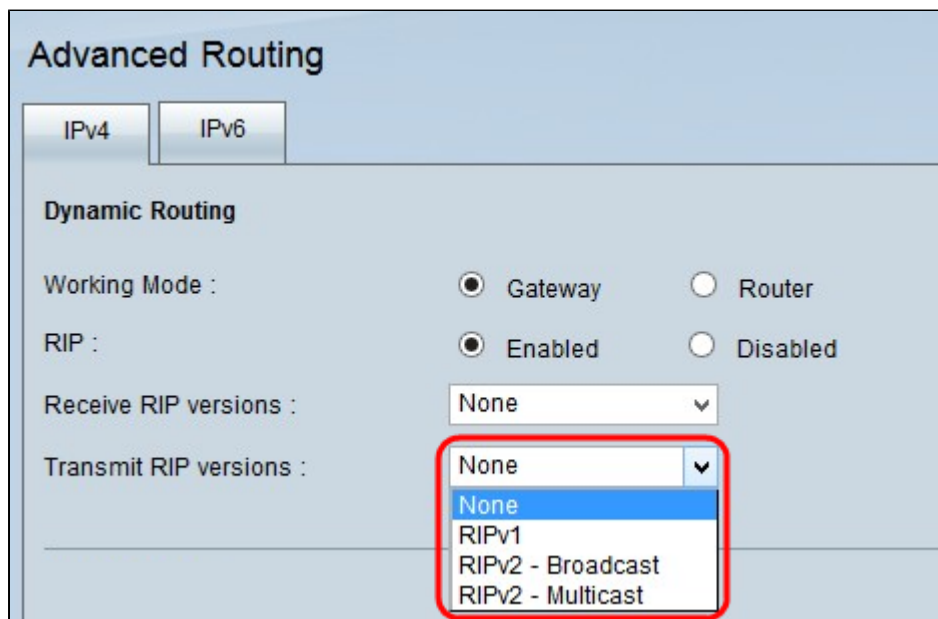 Advanced Routing
IPv4 IPv6
Dynamic Routing
Working Mode : Gateway Router
RIP : Enabled Disabled
Receive RIP versions : None
Transmit RIP versions : None
None
RIPv1
RIPv2 - Broadcast
RIPv2 - Multicast